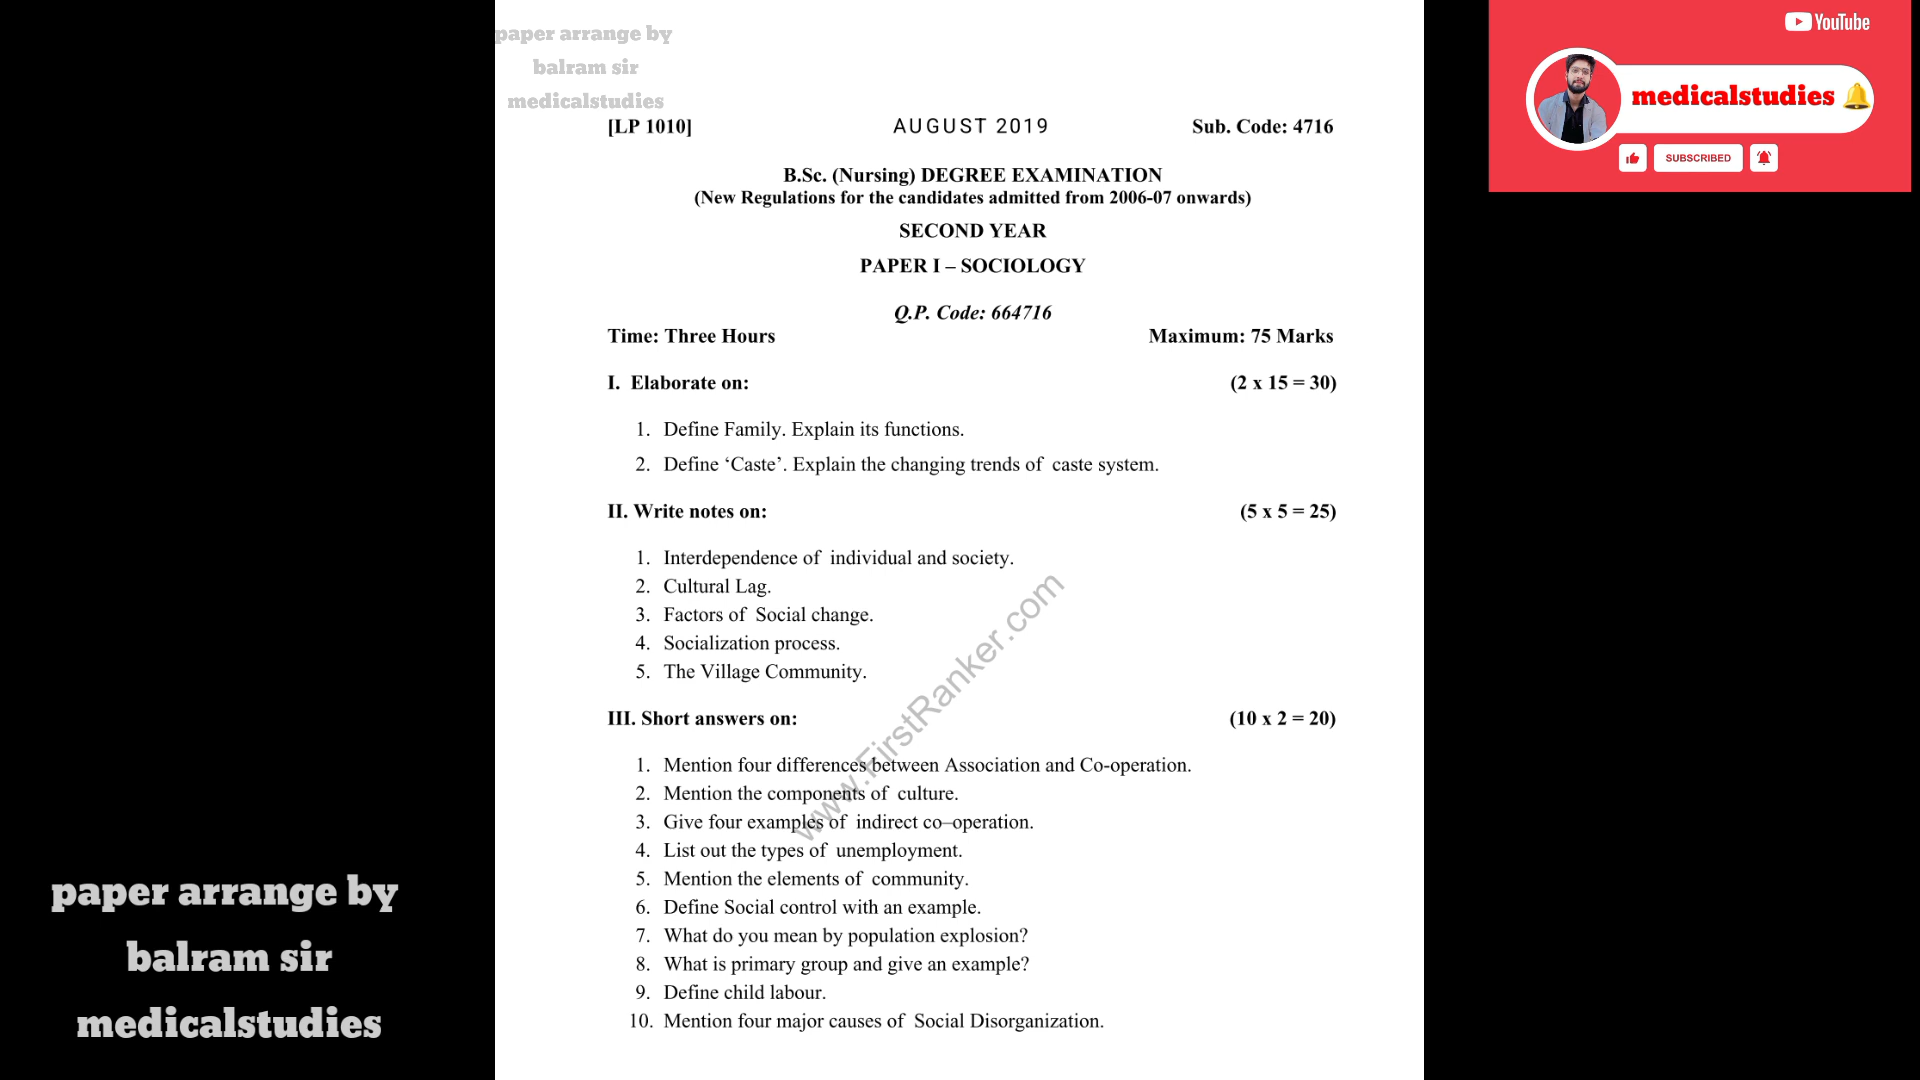 paper arrange by
balram sir
medicalstudies
YouTube
medicalstudies
SUBSCRIBED
[LP 1010] AUGUST 2019 Sub. Code: 4716
B.Sc. (Nursing) DEGREE EXAMINATION
(New Regulations for the candidates admitted from 2006-07 onwards)
SECOND YEAR
PAPER I – SOCIOLOGY
Q.P. Code: 664716
Time: Three Hours Maximum: 75 Marks
I. Elaborate on: (2 x 15 = 30)
1. Define Family. Explain its functions.
2. Define ‘Caste’. Explain the changing trends of caste system.
II. Write notes on: (5 x 5 = 25)
1. Interdependence of individual and society.
2. Cultural Lag.
3. Factors of Social change.
4. Socialization process.
5. The Village Community.
III. Short answers on: (10 x 2 = 20)
1. Mention four differences between Association and Co-operation.
2. Mention the components of culture.
3. Give four examples of indirect co–operation.
4. List out the types of unemployment.
5. Mention the elements of community.
6. Define Social control with an example.
7. What do you mean by population explosion?
8. What is primary group and give an example?
9. Define child labour.
10. Mention four major causes of Social Disorganization.
www.FirstRanker.com
paper arrange by
balram sir
medicalstudies